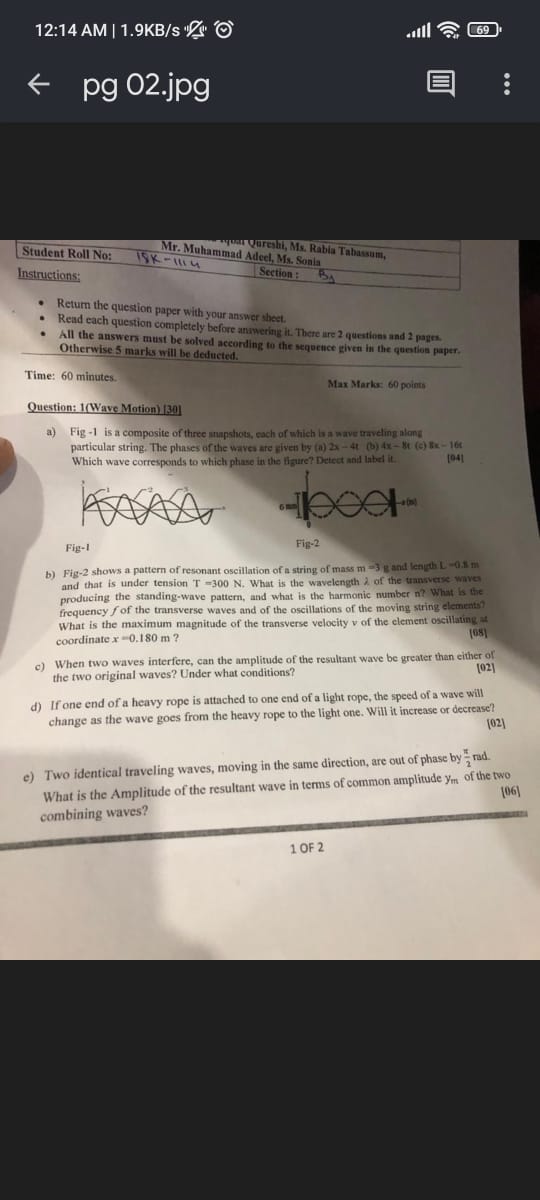 12:14 AM | 1.9KB/s
69
pg 02.jpg
Qureshi, Ms. Rabia Tabassum,
Mr. Muhammad Adeel, Ms. Sonia
Student Roll No: 18K-1114 Section :
Instructions:
• Return the question paper with your answer sheet.
• Read each question completely before answering it. There are 2 questions and 2 pages.
• All the answers must be solved according to the sequence given in the question paper.
Otherwise 5 marks will be deducted.
Time: 60 minutes. Max Marks: 60 points
Question: 1(Wave Motion) [30]
a) Fig -1 is a composite of three snapshots, each of which is a wave traveling along
particular string. The phases of the waves are given by (a) 2x – 4t (b) 4x – 8t (c) 8x – 16t
Which wave corresponds to which phase in the figure? Detect and label it. [04]
1 2 3
6 mm
x (m)
Fig-1 Fig-2
b) Fig-2 shows a pattern of resonant oscillation of a string of mass m =3 g and length L =0.8 m
and that is under tension T =300 N. What is the wavelength λ of the transverse waves
producing the standing-wave pattern, and what is the harmonic number n? What is the
frequency f of the transverse waves and of the oscillations of the moving string elements?
What is the maximum magnitude of the transverse velocity v of the element oscillating at
coordinate x =0.180 m ? [08]
c) When two waves interfere, can the amplitude of the resultant wave be greater than either of
the two original waves? Under what conditions? [02]
d) If one end of a heavy rope is attached to one end of a light rope, the speed of a wave will
change as the wave goes from the heavy rope to the light one. Will it increase or decrease?
[02]
e) Two identical traveling waves, moving in the same direction, are out of phase by π/2 rad.
What is the Amplitude of the resultant wave in terms of common amplitude yₘ of the two
combining waves? [06]
1 OF 2